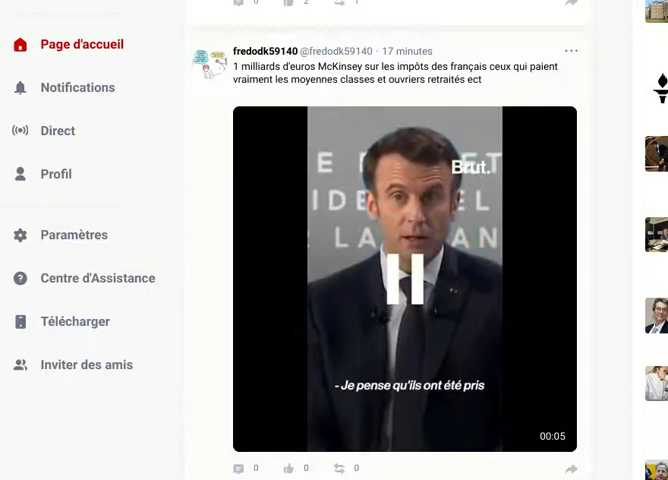 0 2 1
Page d'accueil
Notifications
Direct
Profil
Paramètres
Centre d'Assistance
Télécharger
Inviter des amis
fredodk59140 @fredodk59140 · 17 minutes
1 milliards d'euros McKinsey sur les impôts des français ceux qui paient
vraiment les moyennes classes et ouvriers retraités ect
Brut.
- Je pense qu'ils ont été pris
00:05
0 0 0